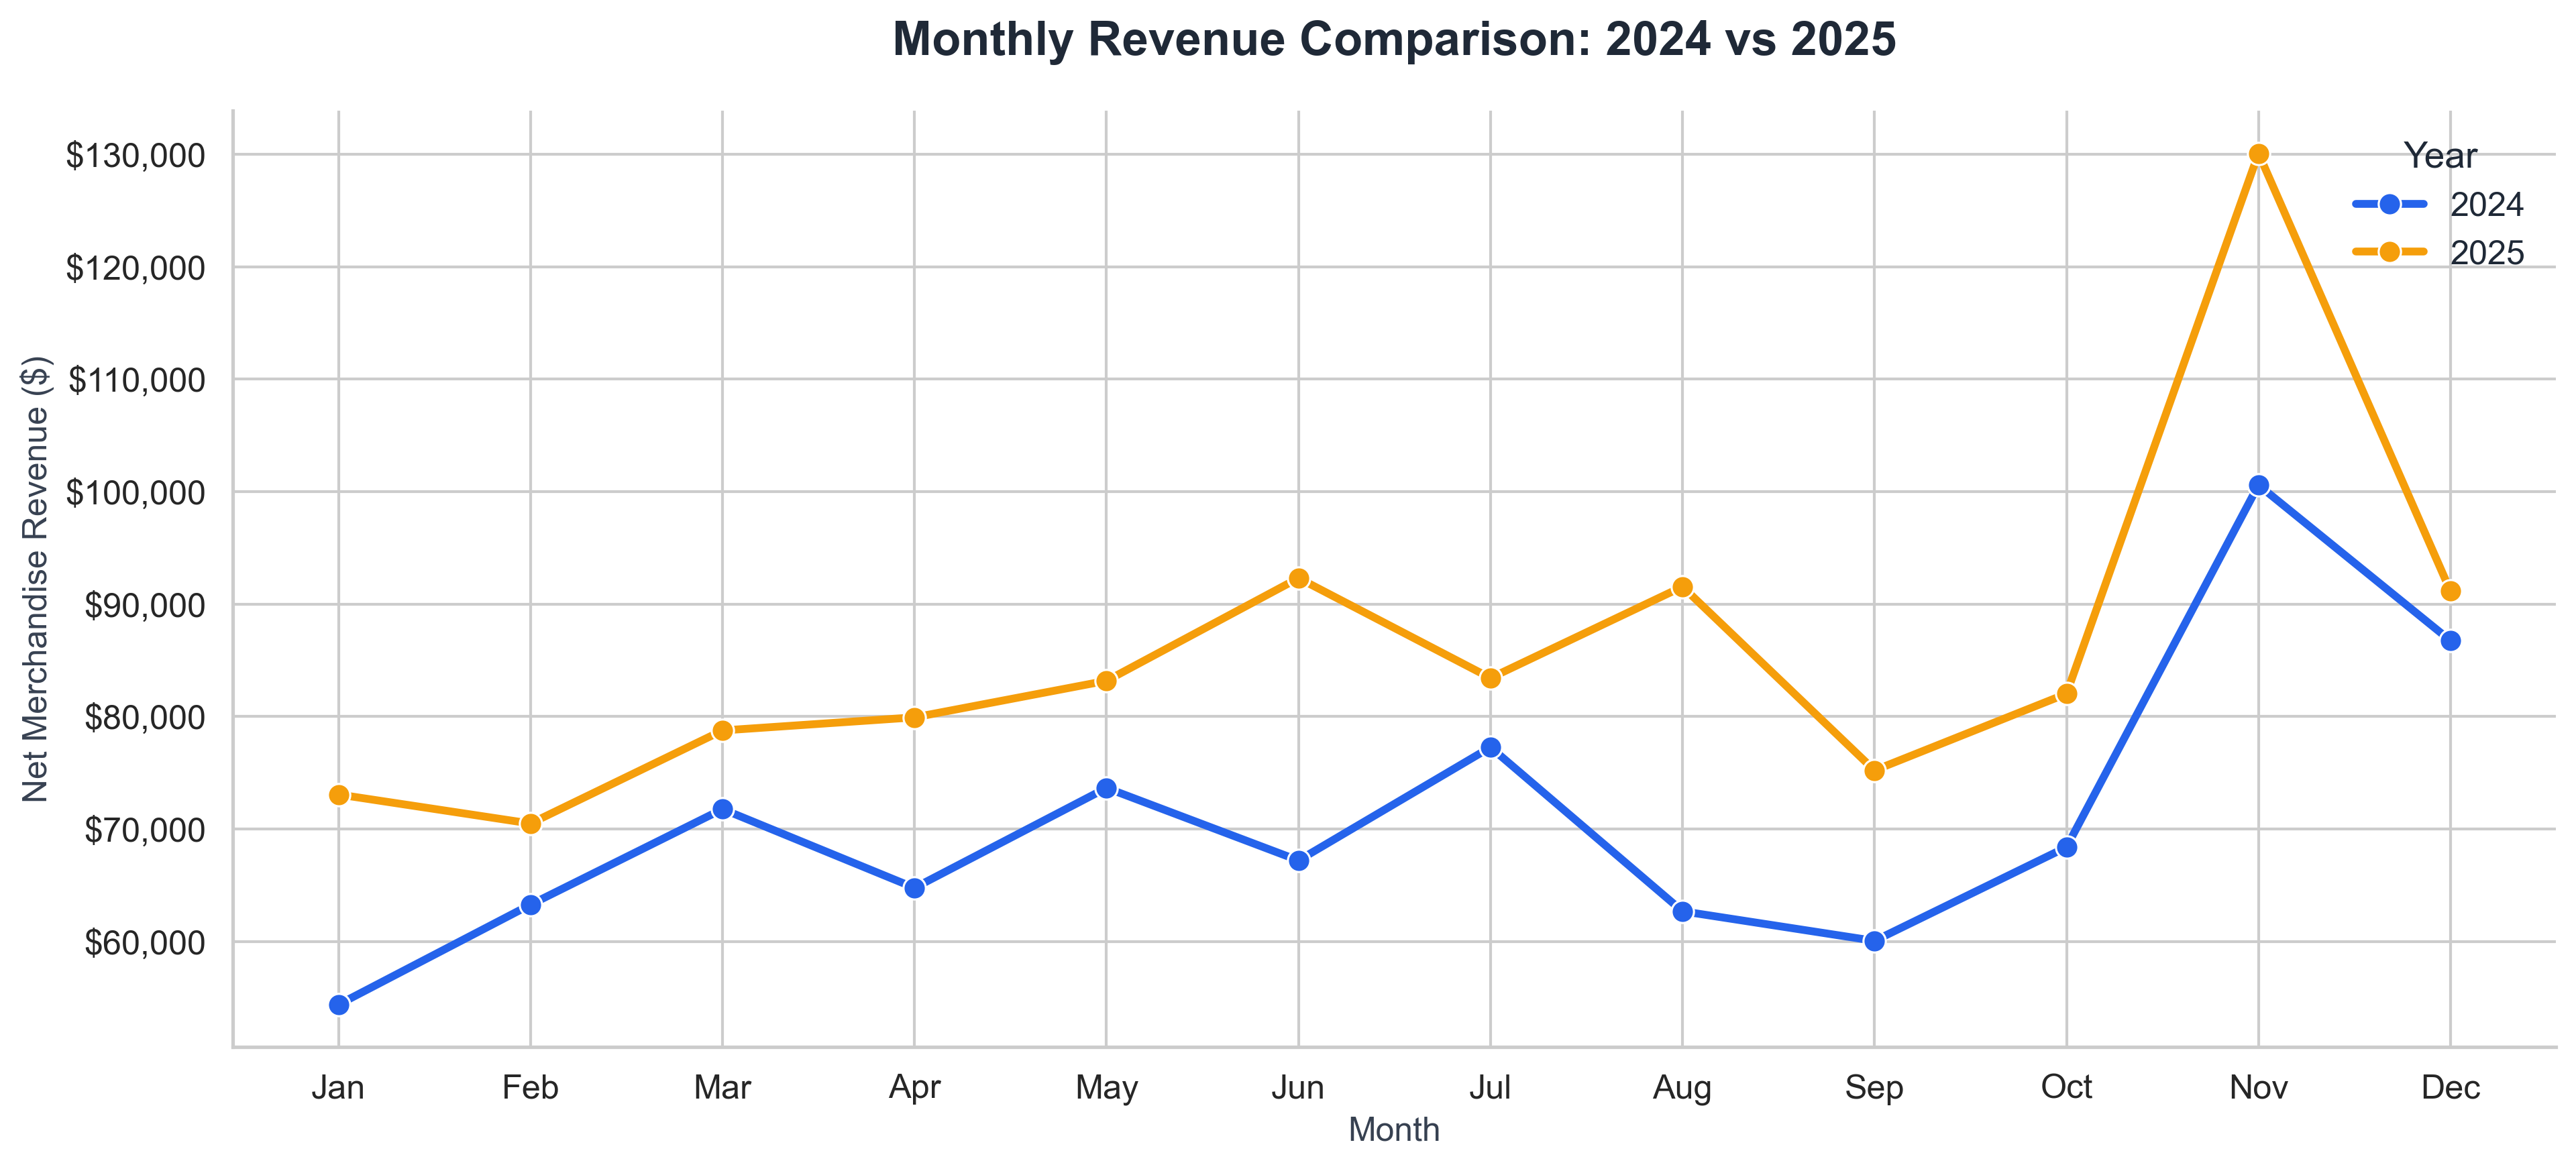 Monthly Revenue Comparison: 2024 vs 2025
Net Merchandise Revenue ($)
$130,000
$120,000
$110,000
$100,000
$90,000
$80,000
$70,000
$60,000
Year
2024
2025
Jan Feb Mar Apr May Jun Jul Aug Sep Oct Nov Dec
Month